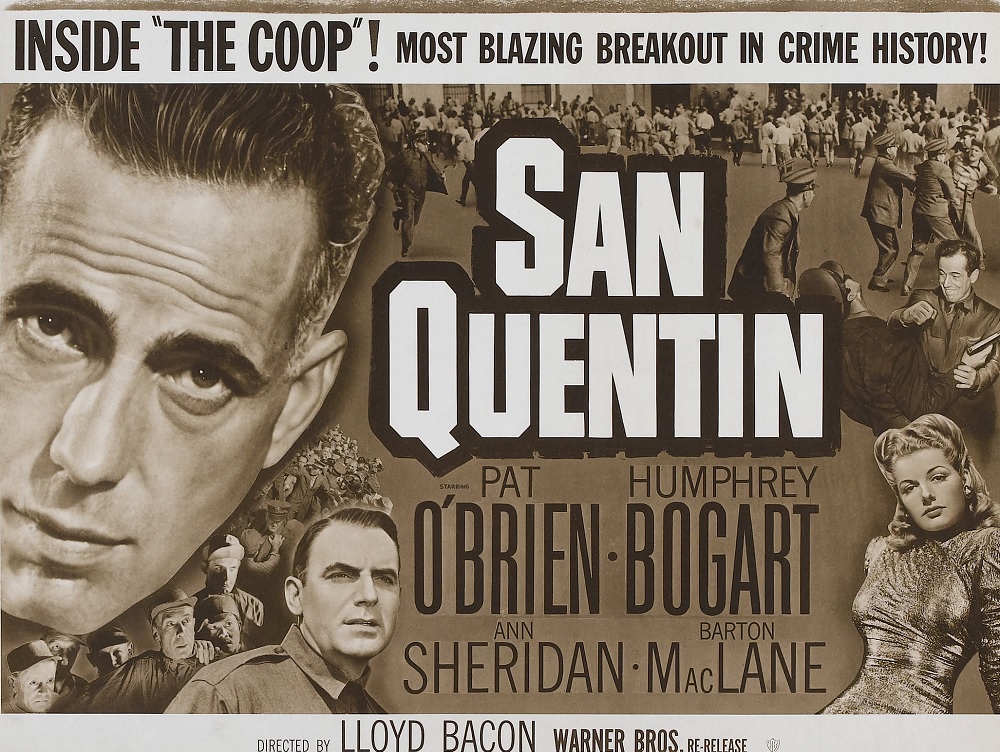 INSIDE "THE COOP"! MOST BLAZING BREAKOUT IN CRIME HISTORY!
SAN
QUENTIN
STARRING PAT HUMPHREY
O'BRIEN · BOGART
ANN BARTON
SHERIDAN · MacLANE
DIRECTED BY LLOYD BACON WARNER BROS. RE-RELEASE